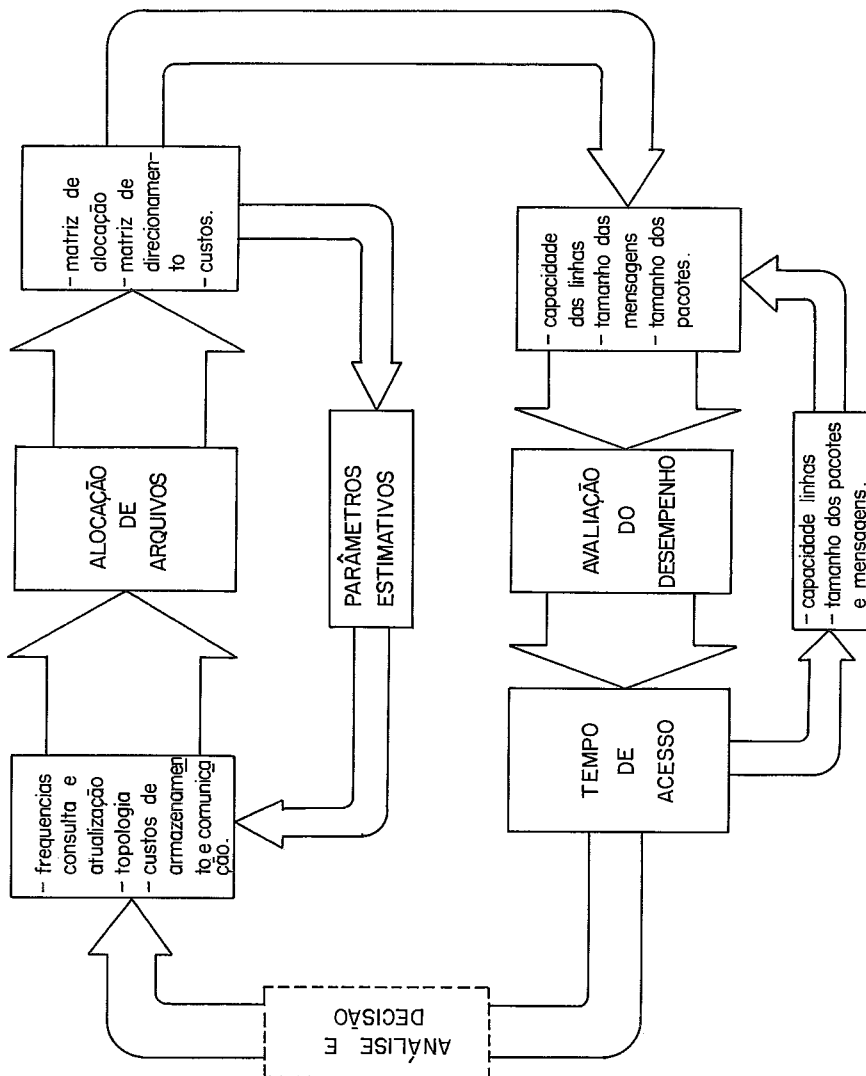 - frequencias
consulta e
atualização
- topologia
- custos de
armazenamen
to e comunica
ção.
ALOCAÇÃO
DE
ARQUIVOS
- matriz de
alocação
- matriz de
direcionamen-
to
- custos.
PARÂMETROS
ESTIMATIVOS
ANÁLISE E
DECISÃO
TEMPO
DE
ACESSO
AVALIAÇÃO
DO
DESEMPENHO
- capacidade
das linhas
- tamanho das
mensagens
- tamanho dos
pacotes.
- capacidade linhas
- tamanho dos pacotes
e mensagens.